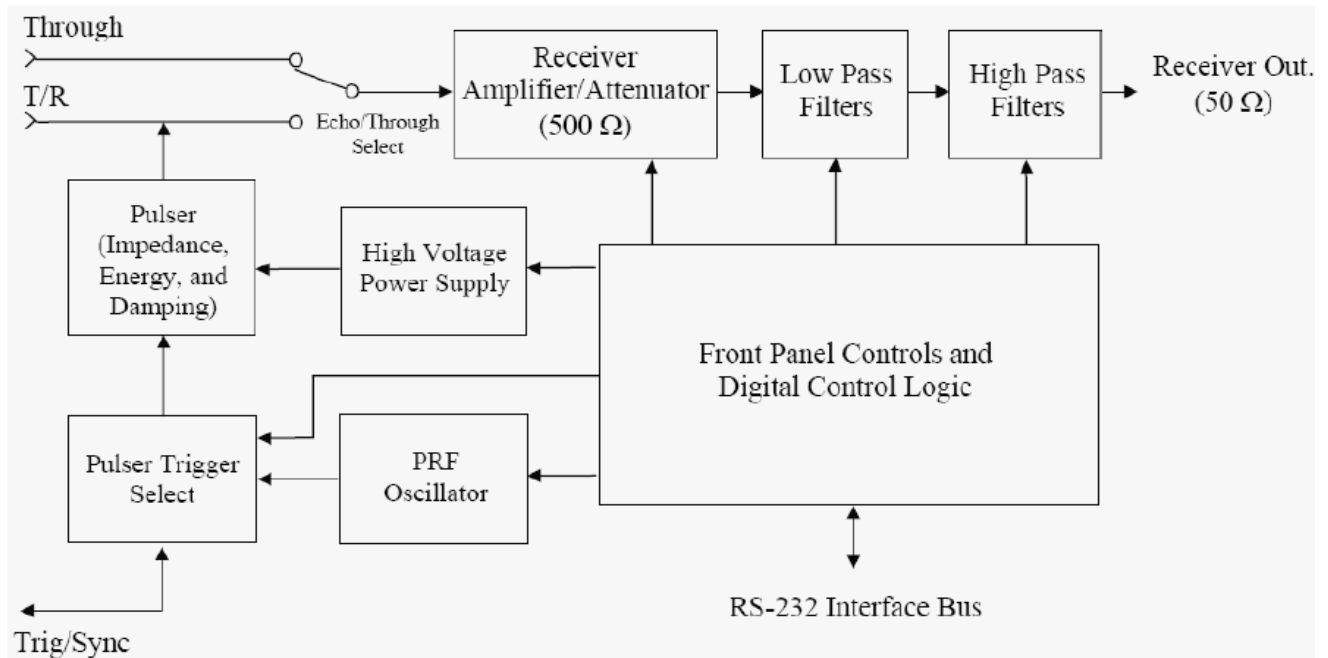 Through
T/R
Echo/Through
Select
Receiver
Amplifier/Attenuator
(500 Ω)
Low Pass
Filters
High Pass
Filters
Receiver Out.
(50 Ω)
Pulser
(Impedance,
Energy, and
Damping)
High Voltage
Power Supply
Front Panel Controls and
Digital Control Logic
Pulser Trigger
Select
PRF
Oscillator
RS-232 Interface Bus
Trig/Sync